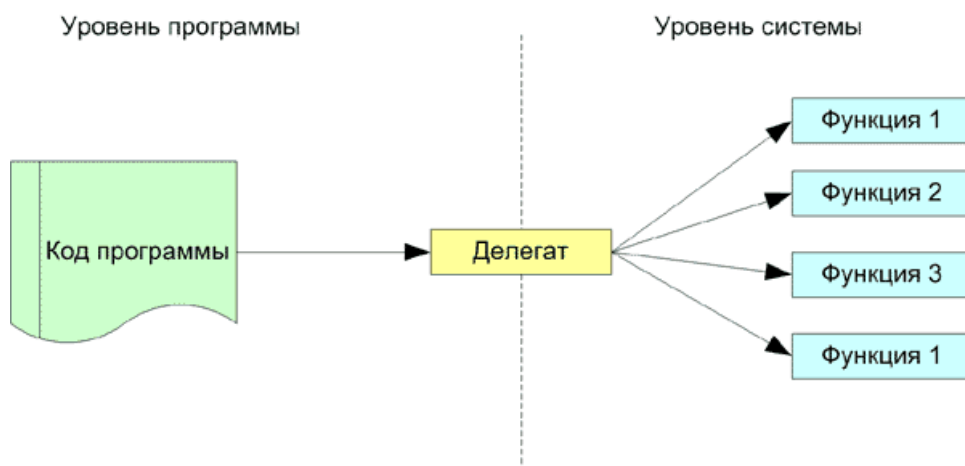 Уровень программы
Уровень системы
Функция 1
Функция 2
Код программы
Делегат
Функция 3
Функция 1